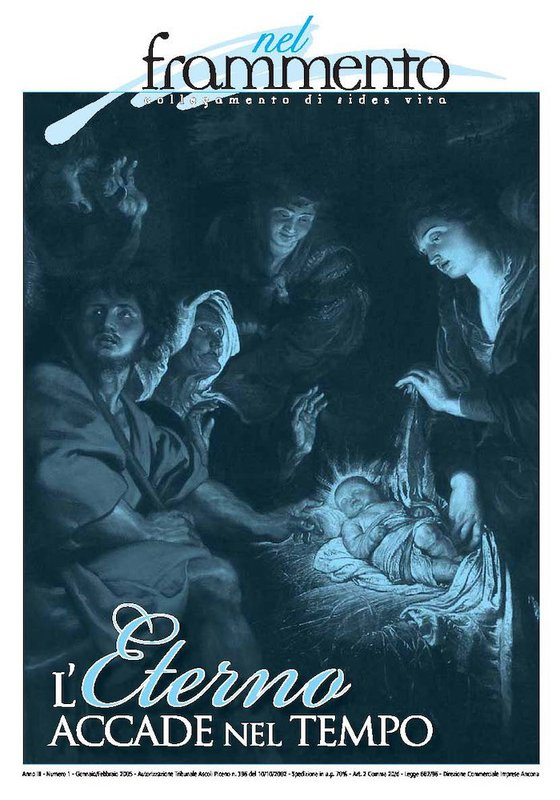 nel
frammento
collegamento di fides vita
L'Eterno
ACCADE NEL TEMPO
Anno III - Numero 1 - Gennaio/Febbraio 2005 - Autorizzazione Tribunale Ascoli Piceno n. 396 del 10/10/2002 - Spedizione in a.p. 70% - Art. 2 Comma 20/d - Legge 662/96 - Direzione Commerciale Imprese Ancona